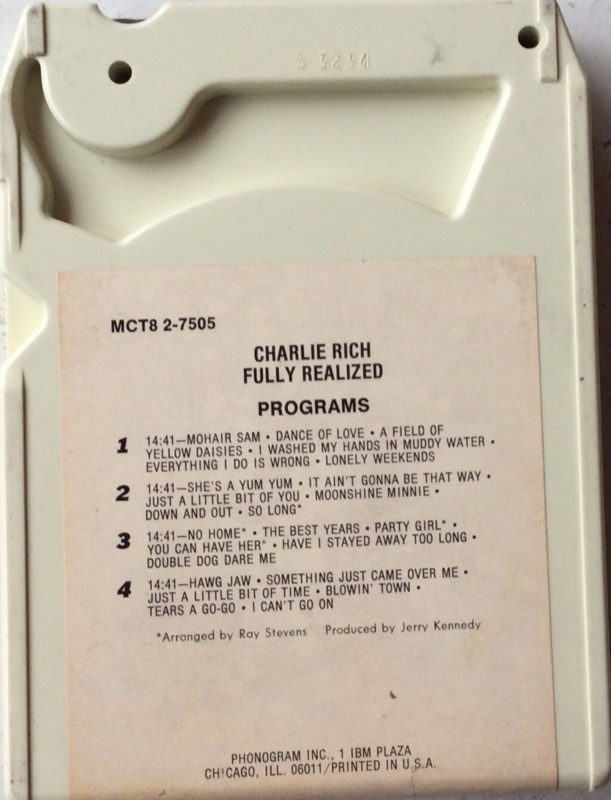 S 3234
MCT8 2-7505
CHARLIE RICH
FULLY REALIZED
PROGRAMS
1 14:41—MOHAIR SAM • DANCE OF LOVE • A FIELD OF
YELLOW DAISIES • I WASHED MY HANDS IN MUDDY WATER •
EVERYTHING I DO IS WRONG • LONELY WEEKENDS
2 14:41—SHE'S A YUM YUM • IT AIN'T GONNA BE THAT WAY •
JUST A LITTLE BIT OF YOU • MOONSHINE MINNIE •
DOWN AND OUT • SO LONG*
3 14:41—NO HOME* • THE BEST YEARS • PARTY GIRL* •
YOU CAN HAVE HER* • HAVE I STAYED AWAY TOO LONG •
DOUBLE DOG DARE ME
4 14:41—HAWG JAW • SOMETHING JUST CAME OVER ME •
JUST A LITTLE BIT OF TIME • BLOWIN' TOWN •
TEARS A GO-GO • I CAN'T GO ON
*Arranged by Ray Stevens Produced by Jerry Kennedy
PHONOGRAM INC., 1 IBM PLAZA
CHICAGO, ILL. 06011/PRINTED IN U.S.A.